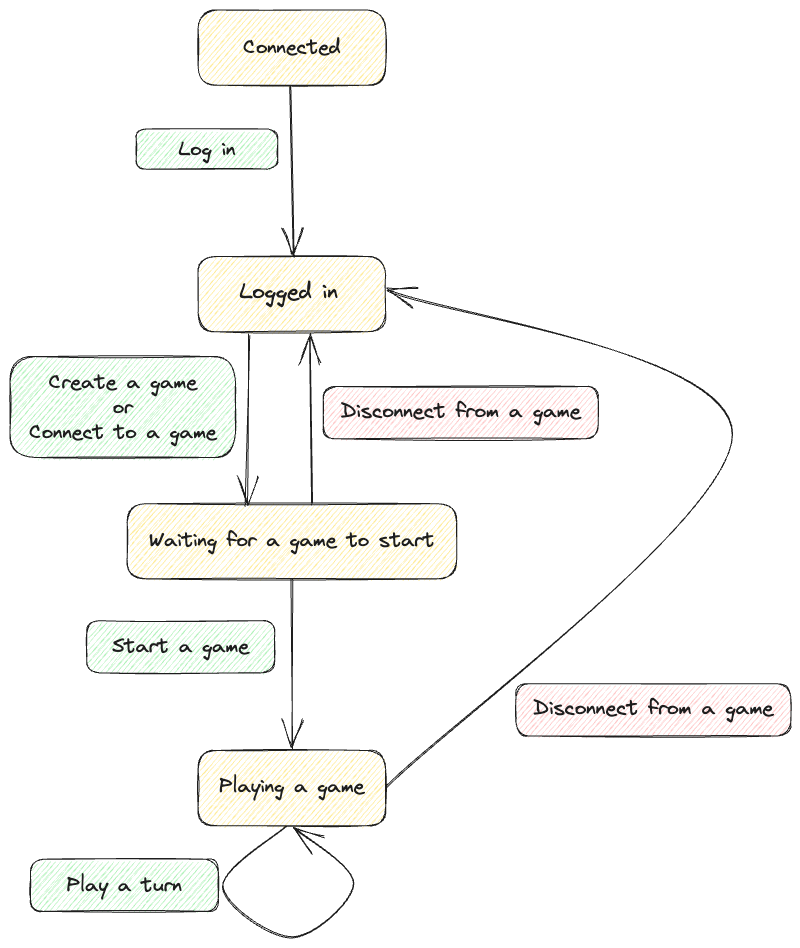 Connected
Log in
Logged in
Create a game
or
Connect to a game
Disconnect from a game
Waiting for a game to start
Start a game
Disconnect from a game
Playing a game
Play a turn